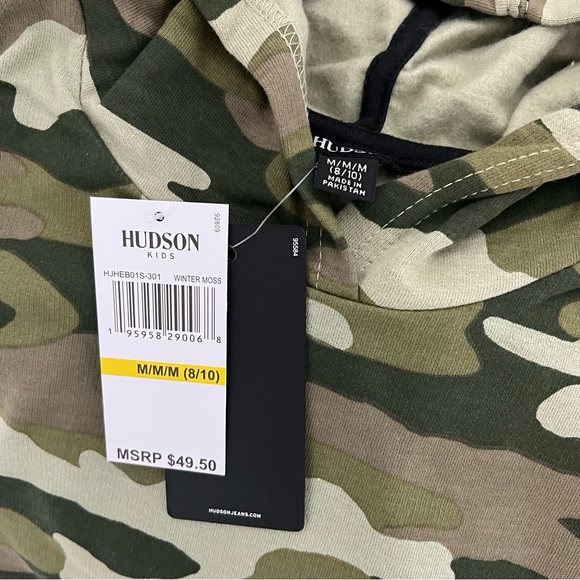 HUDSON
M/M/M
(8/10)
MADE IN
PAKISTAN
92809
HUDSON
KIDS
HJHEB01S-301 WINTER MOSS
1 95958 29006 8
M/M/M (8/10)
MSRP $49.50
95584
HUDSONJEANS.COM